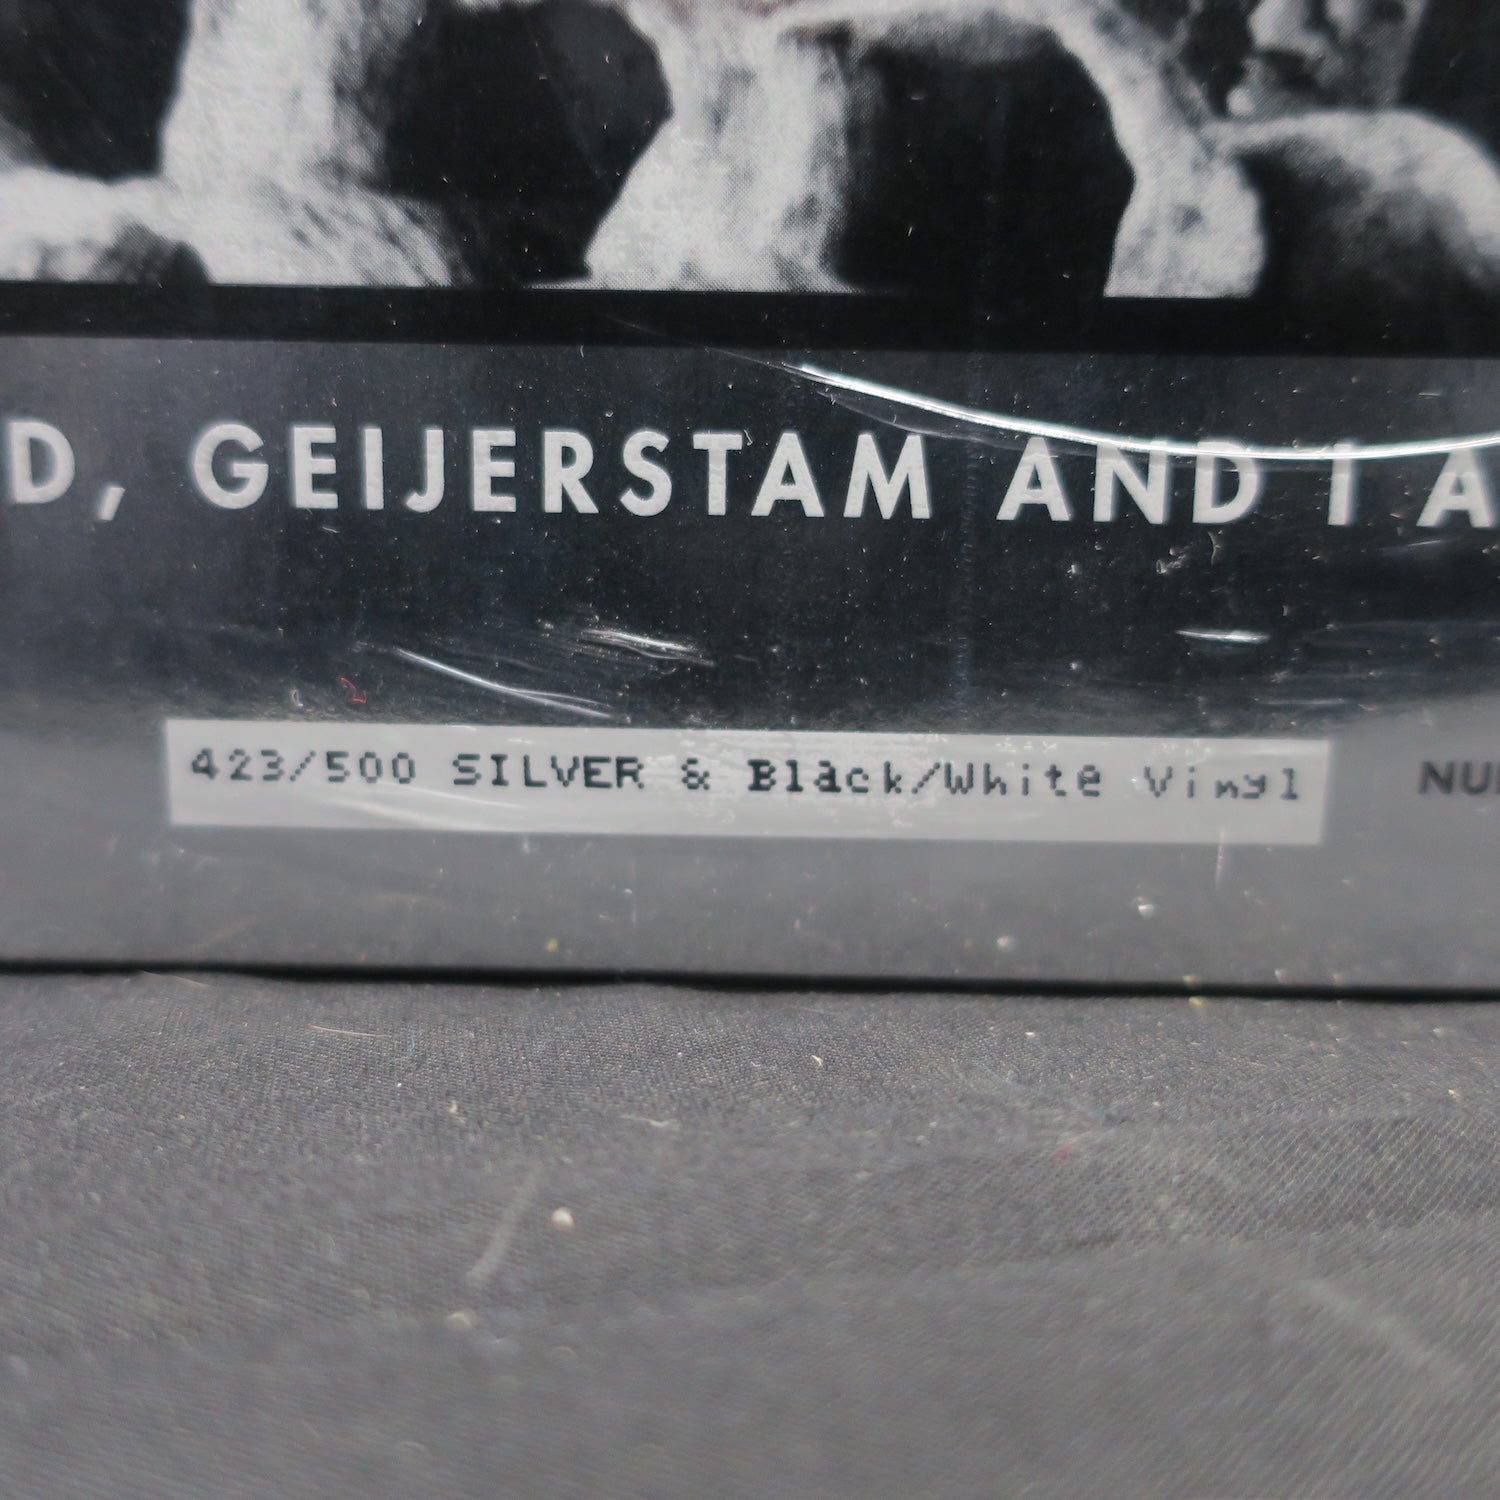 D, GEIJERSTAM AND I A
423/500 SILVER & Black/White Vinyl
NU